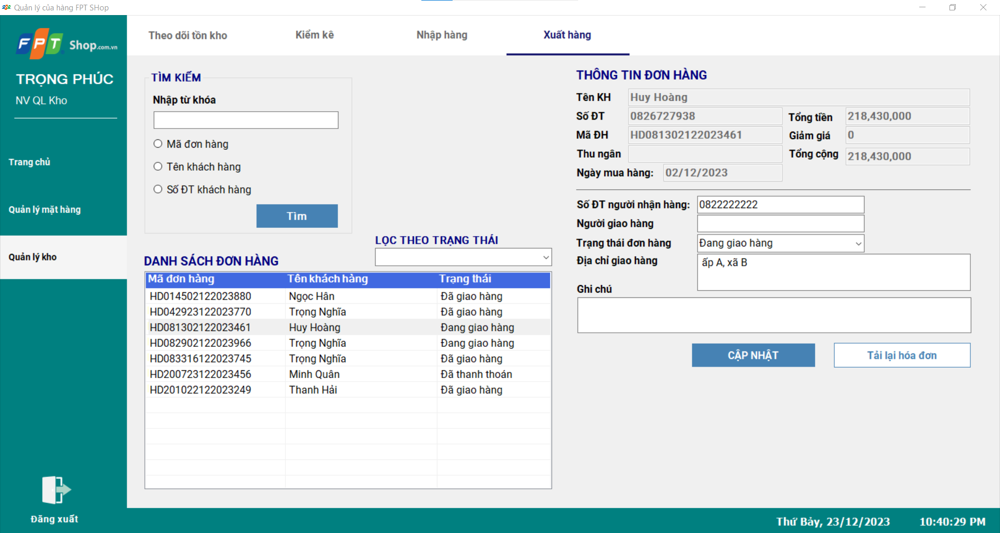 Quản lý của hàng FPT SHop
FPT Shop.com.vn
TRỌNG PHÚC
NV QL Kho
Trang chủ
Quản lý mặt hàng
Quản lý kho
Đăng xuất
Theo dõi tồn kho
Kiểm kê
Nhập hàng
Xuất hàng
TÌM KIẾM
Nhập từ khóa
Mã đơn hàng
Tên khách hàng
Số ĐT khách hàng
Tìm
LỌC THEO TRẠNG THÁI
DANH SÁCH ĐƠN HÀNG
Mã đơn hàng Tên khách hàng Trạng thái
HD014502122023880 Ngọc Hân Đã giao hàng
HD042923122023770 Trọng Nghĩa Đã giao hàng
HD081302122023461 Huy Hoàng Đang giao hàng
HD082902122023966 Trọng Nghĩa Đang giao hàng
HD083316122023745 Trọng Nghĩa Đã giao hàng
HD200723122023456 Minh Quân Đã thanh thoán
HD201022122023249 Thanh Hải Đã giao hàng
THÔNG TIN ĐƠN HÀNG
Tên KH Huy Hoàng
Số ĐT 0826727938 Tổng tiền 218,430,000
Mã ĐH HD081302122023461 Giảm giá 0
Thu ngân Tổng cộng 218,430,000
Ngày mua hàng: 02/12/2023
Số ĐT người nhận hàng: 0822222222
Người giao hàng
Trạng thái đơn hàng Đang giao hàng
Địa chỉ giao hàng ấp A, xã B
Ghi chú
CẬP NHẬT
Tải lại hóa đơn
Thứ Bảy, 23/12/2023 10:40:29 PM